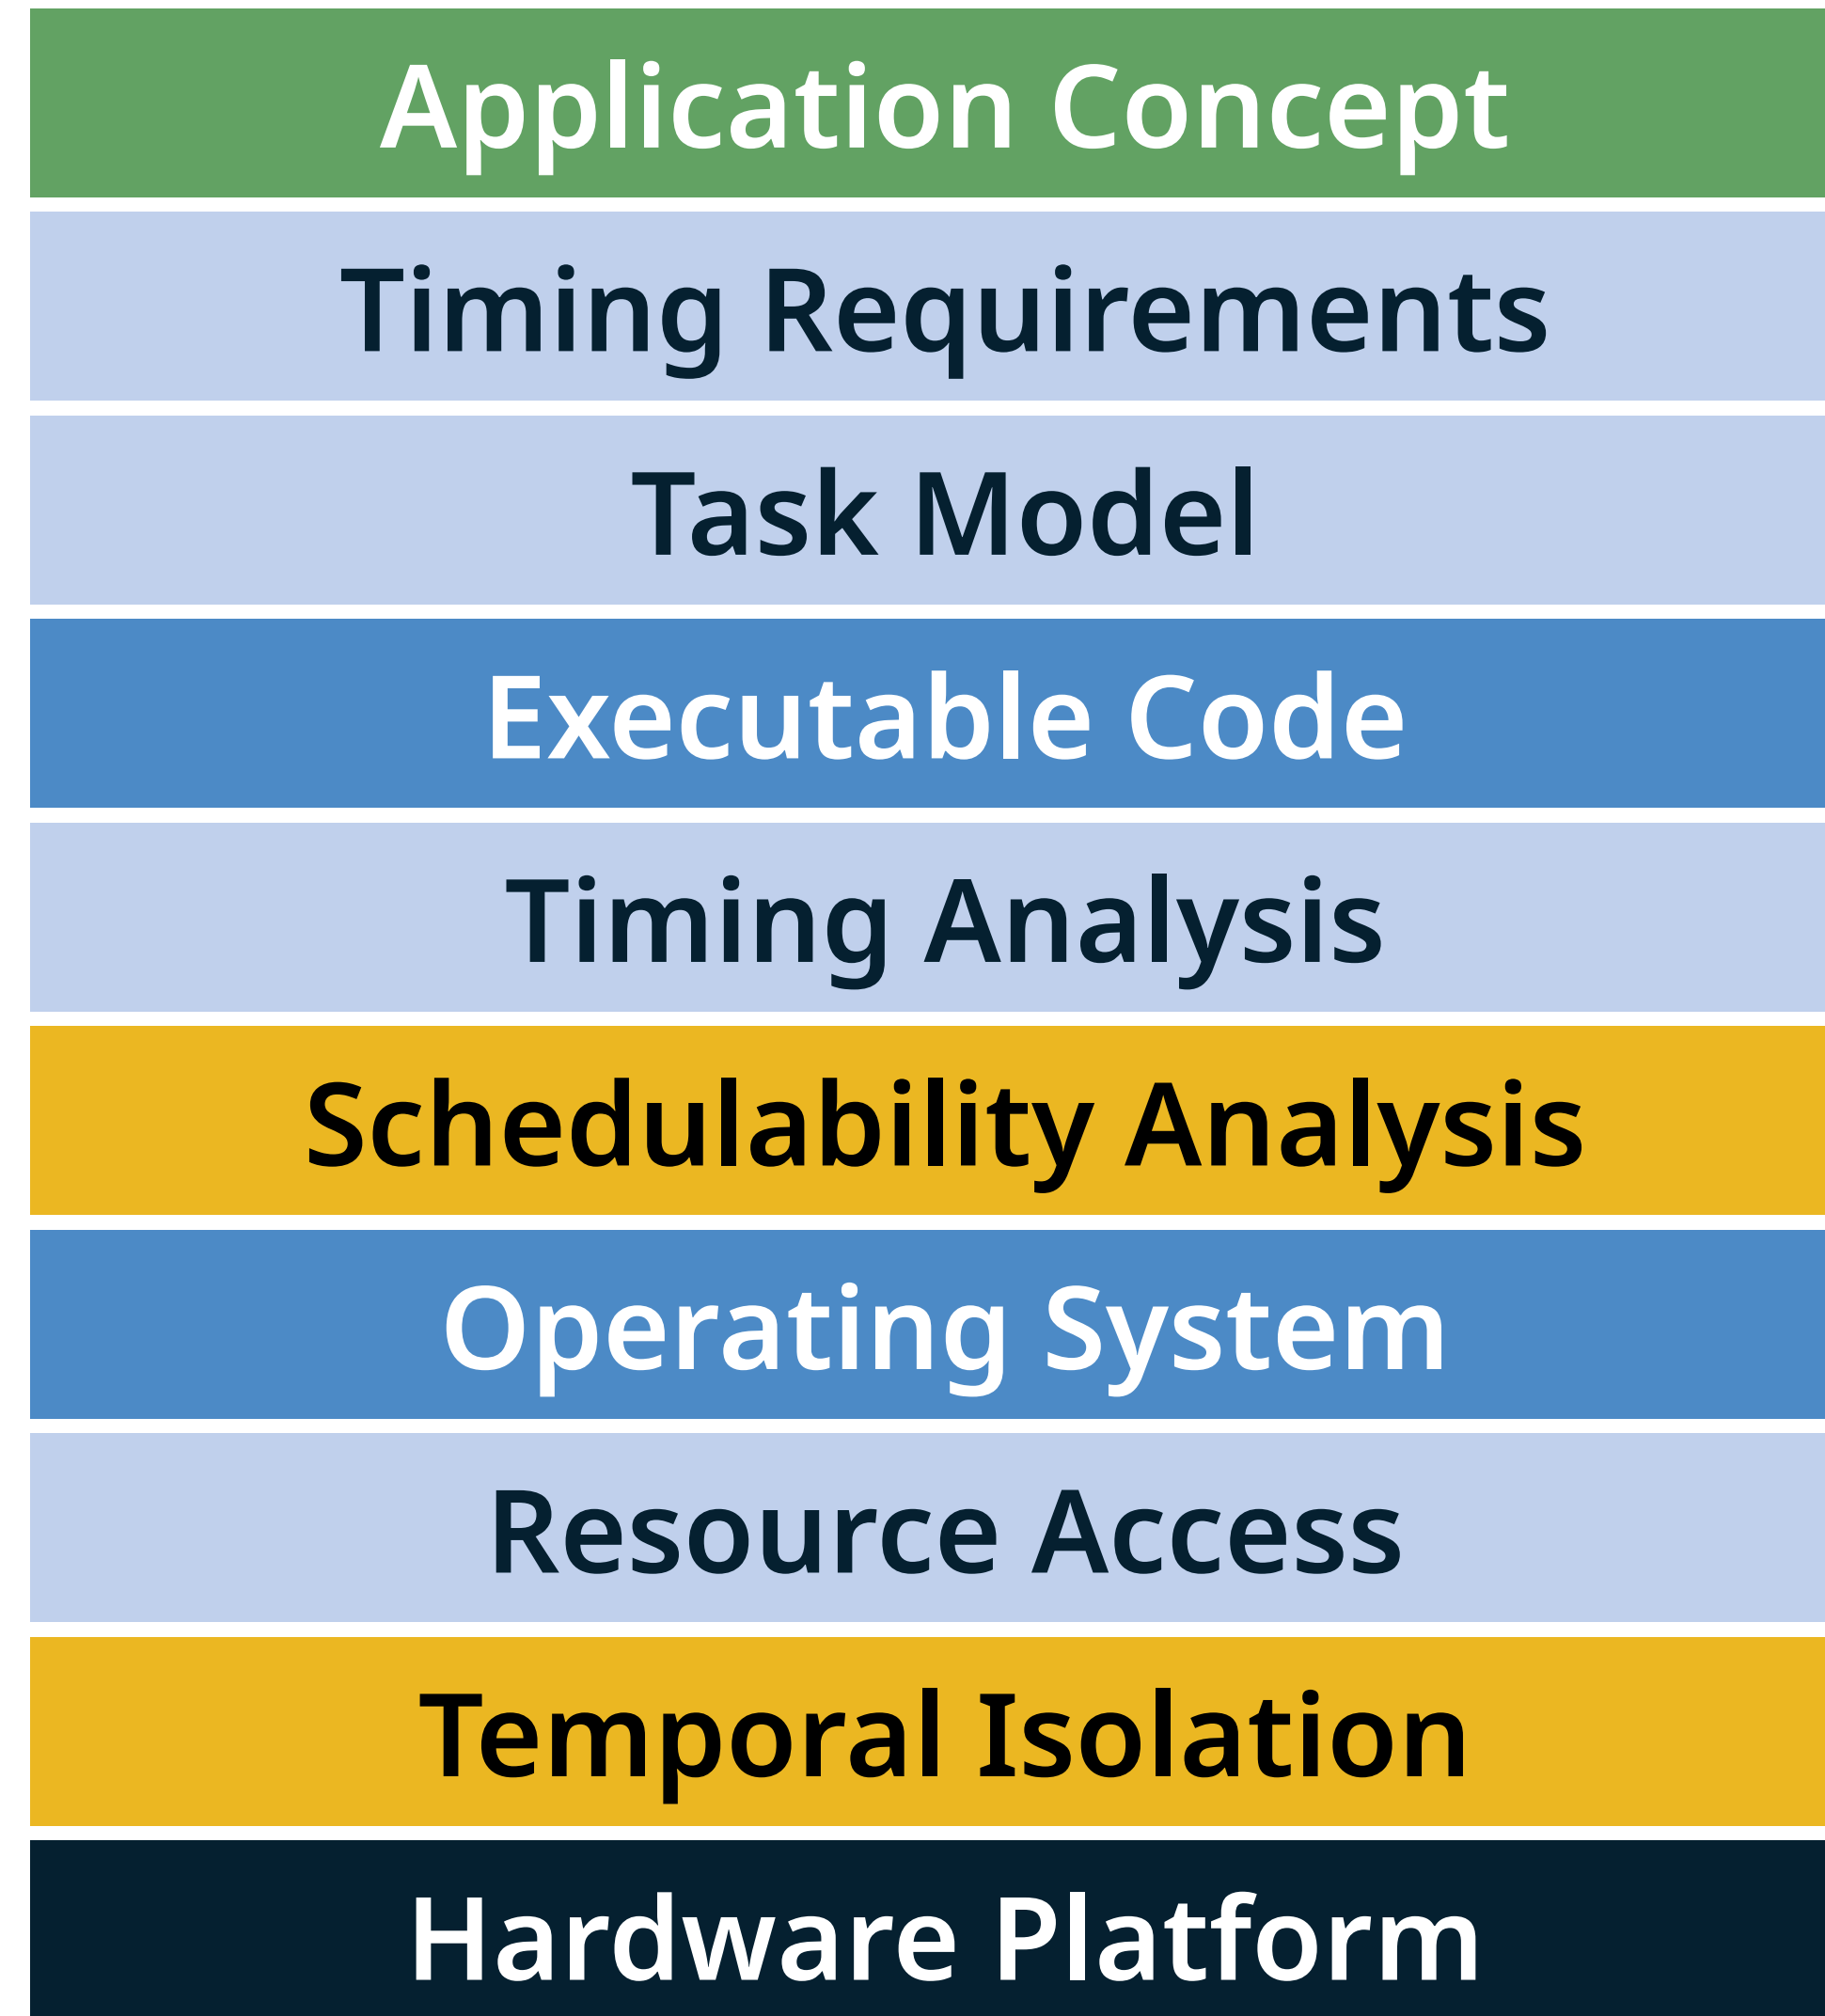 Application Concept
Timing Requirements
Task Model
Executable Code
Timing Analysis
Schedulability Analysis
Operating System
Resource Access
Temporal Isolation
Hardware Platform